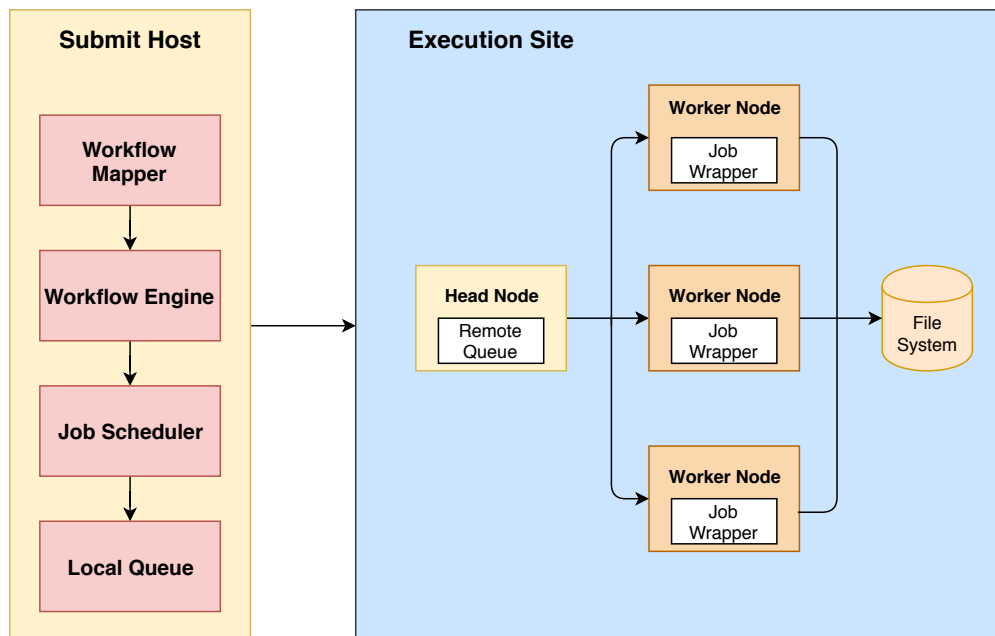 Submit Host
Workflow
Mapper
Workflow Engine
Job Scheduler
Local Queue
Execution Site
Head Node
Remote
Queue
Worker Node
Job
Wrapper
Worker Node
Job
Wrapper
Worker Node
Job
Wrapper
File
System